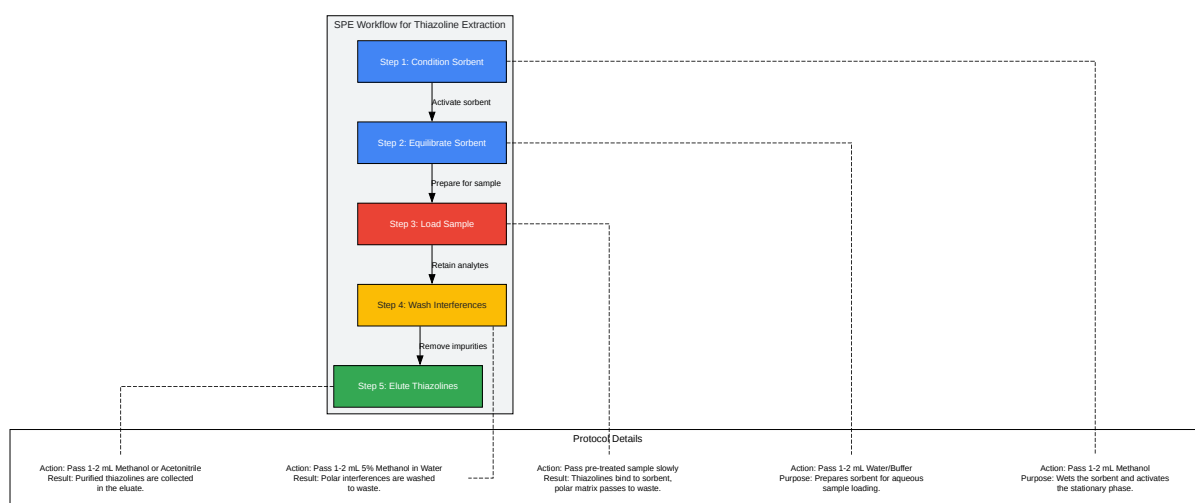 SPE Workflow for Thiazoline Extraction
Step 1: Condition Sorbent
Activate sorbent
Step 2: Equilibrate Sorbent
Prepare for sample
Step 3: Load Sample
Retain analytes
Step 4: Wash Interferences
Remove impurities
Step 5: Elute Thiazolines
Protocol Details
Action: Pass 1-2 mL Methanol or Acetonitrile
Result: Purified thiazolines are collected
in the eluate.
Action: Pass 1-2 mL 5% Methanol in Water
Result: Polar interferences are washed
to waste.
Action: Pass pre-treated sample slowly
Result: Thiazolines bind to sorbent,
polar matrix passes to waste.
Action: Pass 1-2 mL Water/Buffer
Purpose: Prepares sorbent for aqueous
sample loading.
Action: Pass 1-2 mL Methanol
Purpose: Wets the sorbent and activates
the stationary phase.